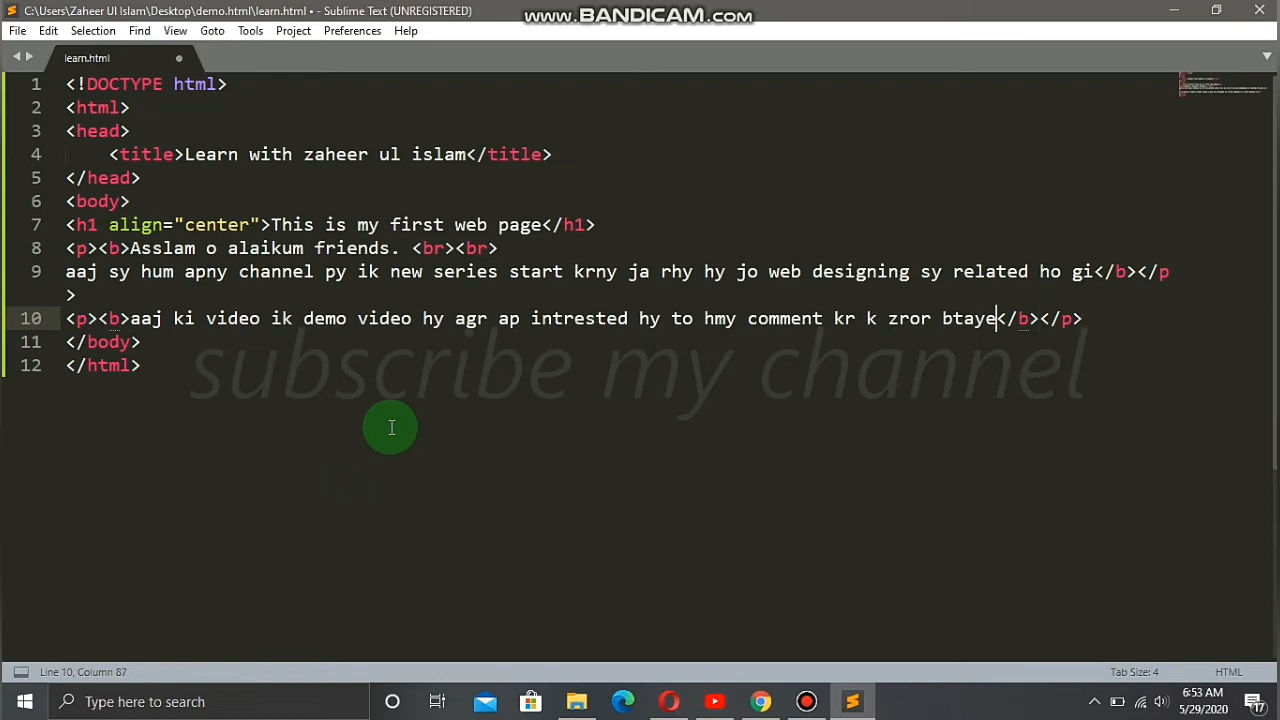 C:\Users\Zaheer Ul Islam\Desktop\demo.html\learn.html • - Sublime Text (UNREGISTERED)
www.BANDICAM.com
File Edit Selection Find View Goto Tools Project Preferences Help
learn.html
1 <!DOCTYPE html>
2 <html>
3 <head>
4 <title>Learn with zaheer ul islam</title>
5 </head>
6 <body>
7 <h1 align="center">This is my first web page</h1>
8 <p><b>Asslam o alaikum friends. <br><br>
9 aaj sy hum apny channel py ik new series start krny ja rhy hy jo web designing sy related ho gi</b></p
>
10 <p><b>aaj ki video ik demo video hy agr ap intrested hy to hmy comment kr k zror btaye</b></p>
11 </body>
12 </html>
subscribe my channel
Line 10, Column 87
Tab Size: 4
HTML
Type here to search
6:53 AM
5/29/2020
17